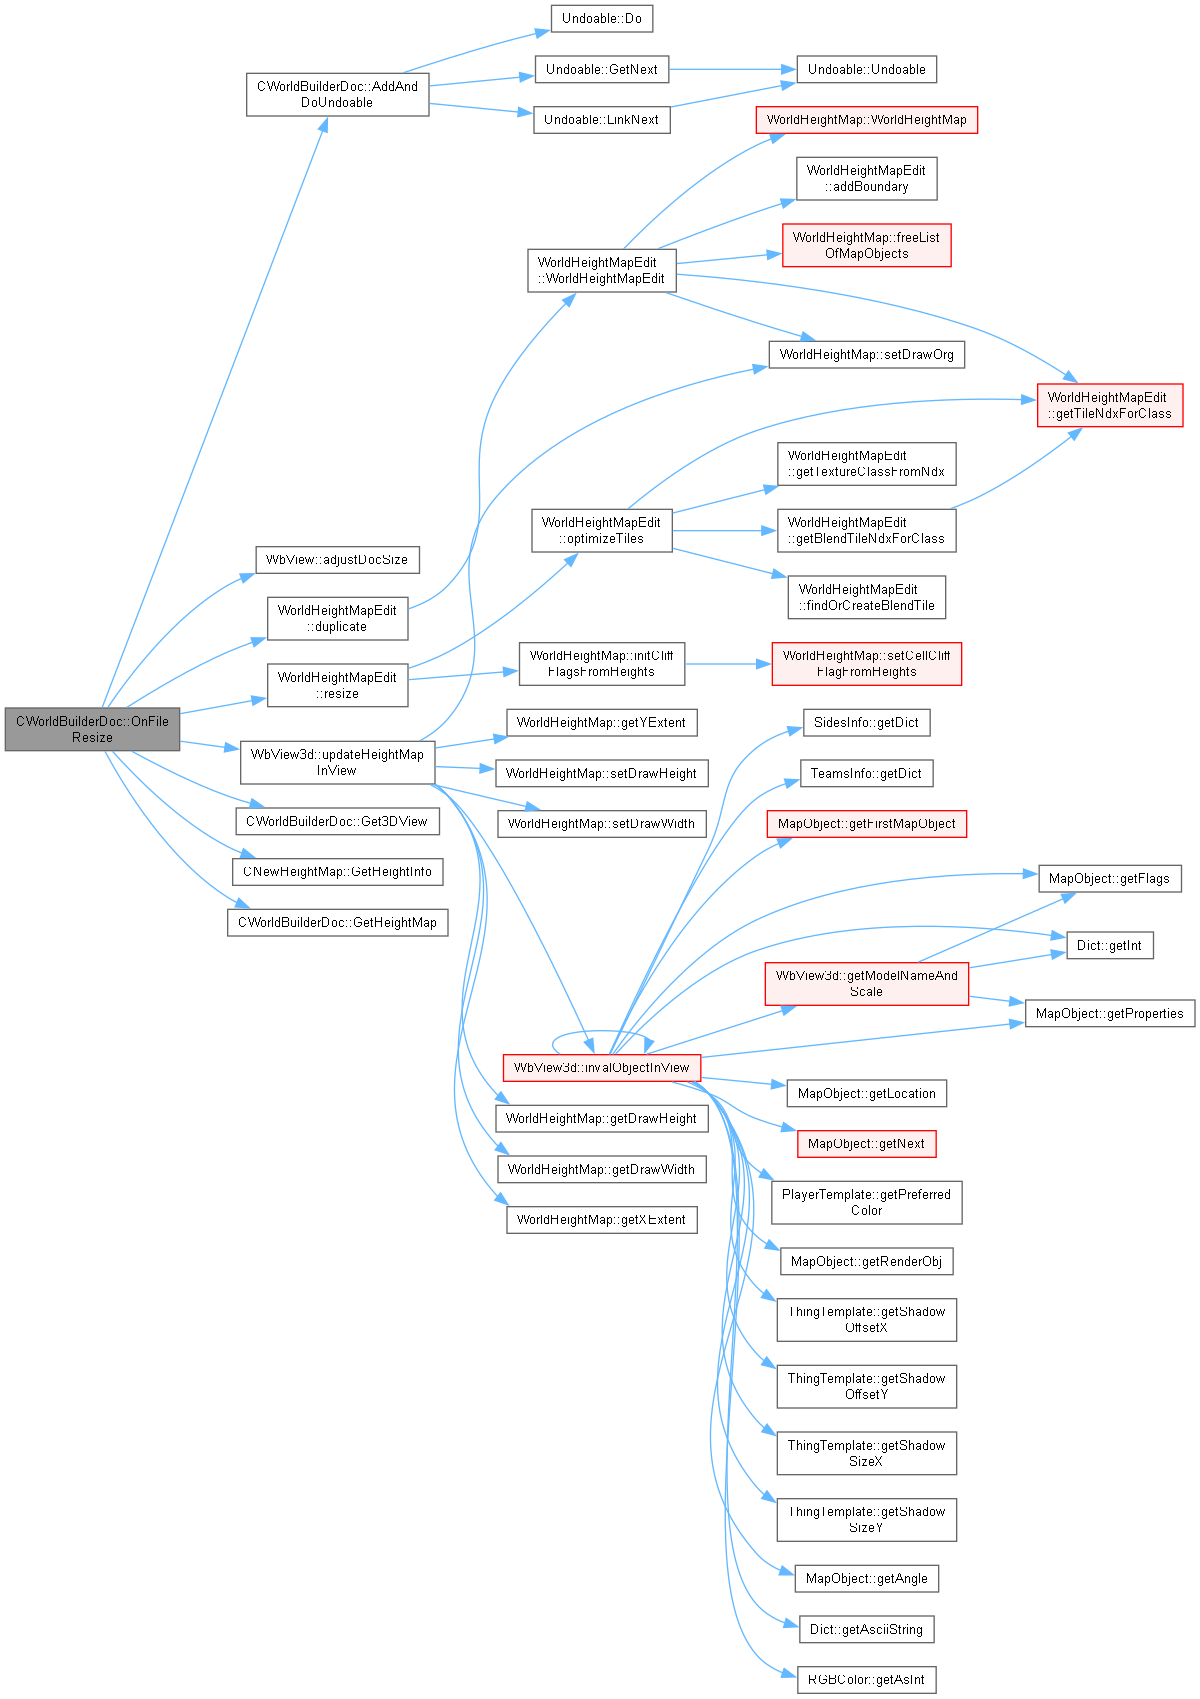 Undoable::Do
CWorldBuilderDoc::AddAnd
DoUndoable
Undoable::GetNext
Undoable::Undoable
Undoable::LinkNext
WorldHeightMap::WorldHeightMap
WorldHeightMapEdit
::addBoundary
WorldHeightMap::freeList
OfMapObjects
WorldHeightMapEdit
::WorldHeightMapEdit
WorldHeightMap::setDrawOrg
WorldHeightMapEdit
::getTileNdxForClass
WorldHeightMapEdit
::getTextureClassFromNdx
WorldHeightMapEdit
::optimizeTiles
WorldHeightMapEdit
::getBlendTileNdxForClass
WbView::adjustDocSize
WorldHeightMapEdit
::findOrCreateBlendTile
WorldHeightMapEdit
::duplicate
WorldHeightMap::initCliff
FlagsFromHeights
WorldHeightMap::setCellCliff
FlagFromHeights
WorldHeightMapEdit
::resize
CWorldBuilderDoc::OnFile
Resize
WorldHeightMap::getYExtent
SidesInfo::getDict
WbView3d::updateHeightMap
InView
WorldHeightMap::setDrawHeight
TeamsInfo::getDict
CWorldBuilderDoc::Get3DView
WorldHeightMap::setDrawWidth
MapObject::getFirstMapObject
CNewHeightMap::GetHeightInfo
MapObject::getFlags
CWorldBuilderDoc::GetHeightMap
Dict::getInt
WbView3d::getModelNameAnd
Scale
MapObject::getProperties
WbView3d::invalObjectInView
MapObject::getLocation
WorldHeightMap::getDrawHeight
MapObject::getNext
WorldHeightMap::getDrawWidth
PlayerTemplate::getPreferred
Color
WorldHeightMap::getXExtent
MapObject::getRenderObj
ThingTemplate::getShadow
OffsetX
ThingTemplate::getShadow
OffsetY
ThingTemplate::getShadow
SizeX
ThingTemplate::getShadow
SizeY
MapObject::getAngle
Dict::getAsciiString
RGBColor::getAsInt